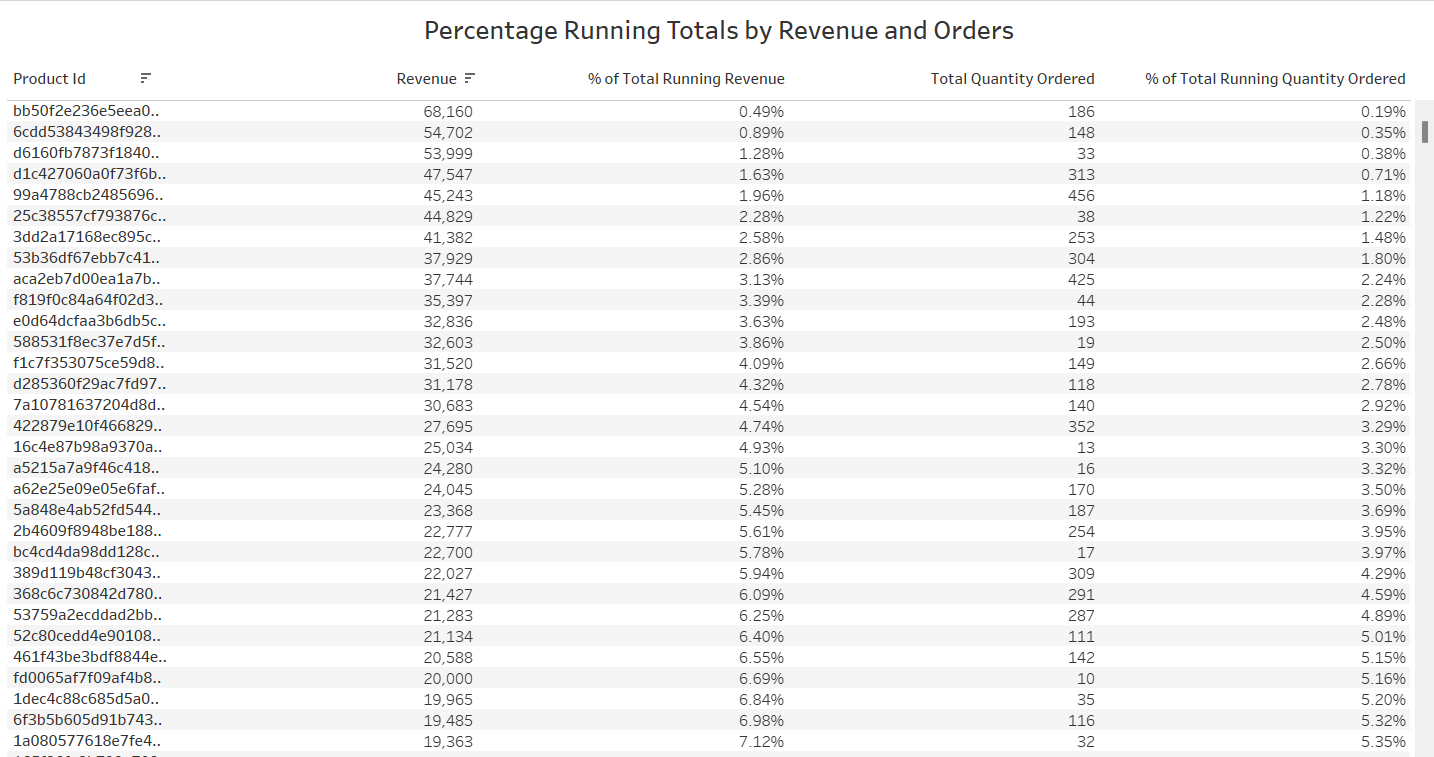 Percentage Running Totals by Revenue and Orders
Product Id Revenue % of Total Running Revenue Total Quantity Ordered % of Total Running Quantity Ordered
bb50f2e236e5eea0.. 68,160 0.49% 186 0.19%
6cdd53843498f928.. 54,702 0.89% 148 0.35%
d6160fb7873f1840.. 53,999 1.28% 33 0.38%
d1c427060a0f73f6b.. 47,547 1.63% 313 0.71%
99a4788cb2485696.. 45,243 1.96% 456 1.18%
25c38557cf793876c.. 44,829 2.28% 38 1.22%
3dd2a17168ec895c.. 41,382 2.58% 253 1.48%
53b36df67ebb7c41.. 37,929 2.86% 304 1.80%
aca2eb7d00ea1a7b.. 37,744 3.13% 425 2.24%
f819f0c84a64f02d3.. 35,397 3.39% 44 2.28%
e0d64dcfaa3b6db5c.. 32,836 3.63% 193 2.48%
588531f8ec37e7d5f.. 32,603 3.86% 19 2.50%
f1c7f353075ce59d8.. 31,520 4.09% 149 2.66%
d285360f29ac7fd97.. 31,178 4.32% 118 2.78%
7a10781637204d8d.. 30,683 4.54% 140 2.92%
422879e10f466829.. 27,695 4.74% 352 3.29%
16c4e87b98a9370a.. 25,034 4.93% 13 3.30%
a5215a7a9f46c418.. 24,280 5.10% 16 3.32%
a62e25e09e05e6faf.. 24,045 5.28% 170 3.50%
5a848e4ab52fd544.. 23,368 5.45% 187 3.69%
2b4609f8948be188.. 22,777 5.61% 254 3.95%
bc4cd4da98dd128c.. 22,700 5.78% 17 3.97%
389d119b48cf3043.. 22,027 5.94% 309 4.29%
368c6c730842d780.. 21,427 6.09% 291 4.59%
53759a2ecddad2bb.. 21,283 6.25% 287 4.89%
52c80cedd4e90108.. 21,134 6.40% 111 5.01%
461f43be3bdf8844e.. 20,588 6.55% 142 5.15%
fd0065af7f09af4b8.. 20,000 6.69% 10 5.16%
1dec4c88c685d5a0.. 19,965 6.84% 35 5.20%
6f3b5b605d91b743.. 19,485 6.98% 116 5.32%
1a080577618e7fe4.. 19,363 7.12% 32 5.35%